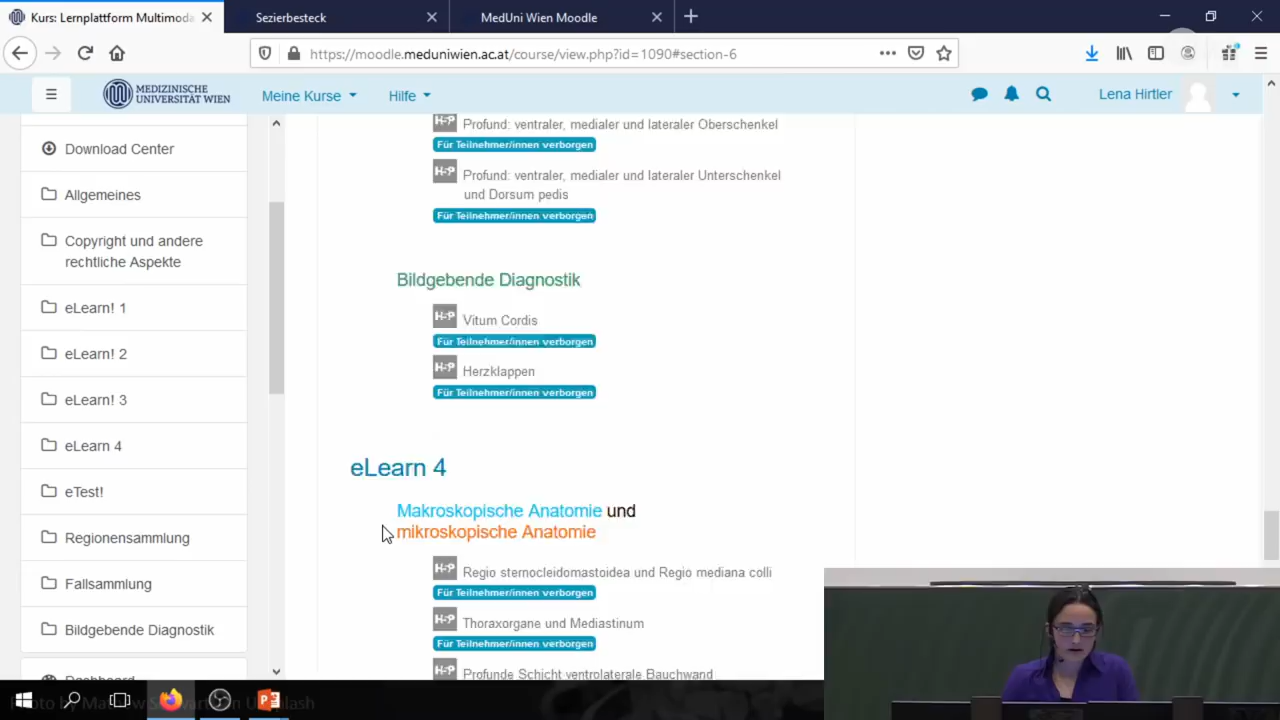 Kurs: Lernplattform Multimoda
Sezierbesteck
MedUni Wien Moodle
https://moodle.meduniwien.ac.at/course/view.php?id=1090#section-6
MEDIZINISCHE
UNIVERSITÄT WIEN
Meine Kurse
Hilfe
Lena Hirtler
Download Center
Allgemeines
Copyright und andere
rechtliche Aspekte
eLearn! 1
eLearn! 2
eLearn! 3
eLearn 4
eTest!
Regionensammlung
Fallsammlung
Bildgebende Diagnostik
Dashboard
H-P Profund: ventraler, medialer und lateraler Oberschenkel
Für Teilnehmer/innen verborgen
H-P Profund: ventraler, medialer und lateraler Unterschenkel
und Dorsum pedis
Für Teilnehmer/innen verborgen
Bildgebende Diagnostik
H-P Vitum Cordis
Für Teilnehmer/innen verborgen
H-P Herzklappen
Für Teilnehmer/innen verborgen
eLearn 4
Makroskopische Anatomie und
mikroskopische Anatomie
H-P Regio sternocleidomastoidea und Regio mediana colli
Für Teilnehmer/innen verborgen
H-P Thoraxorgane und Mediastinum
Für Teilnehmer/innen verborgen
H-P Profunde Schicht ventrolaterale Bauchwand